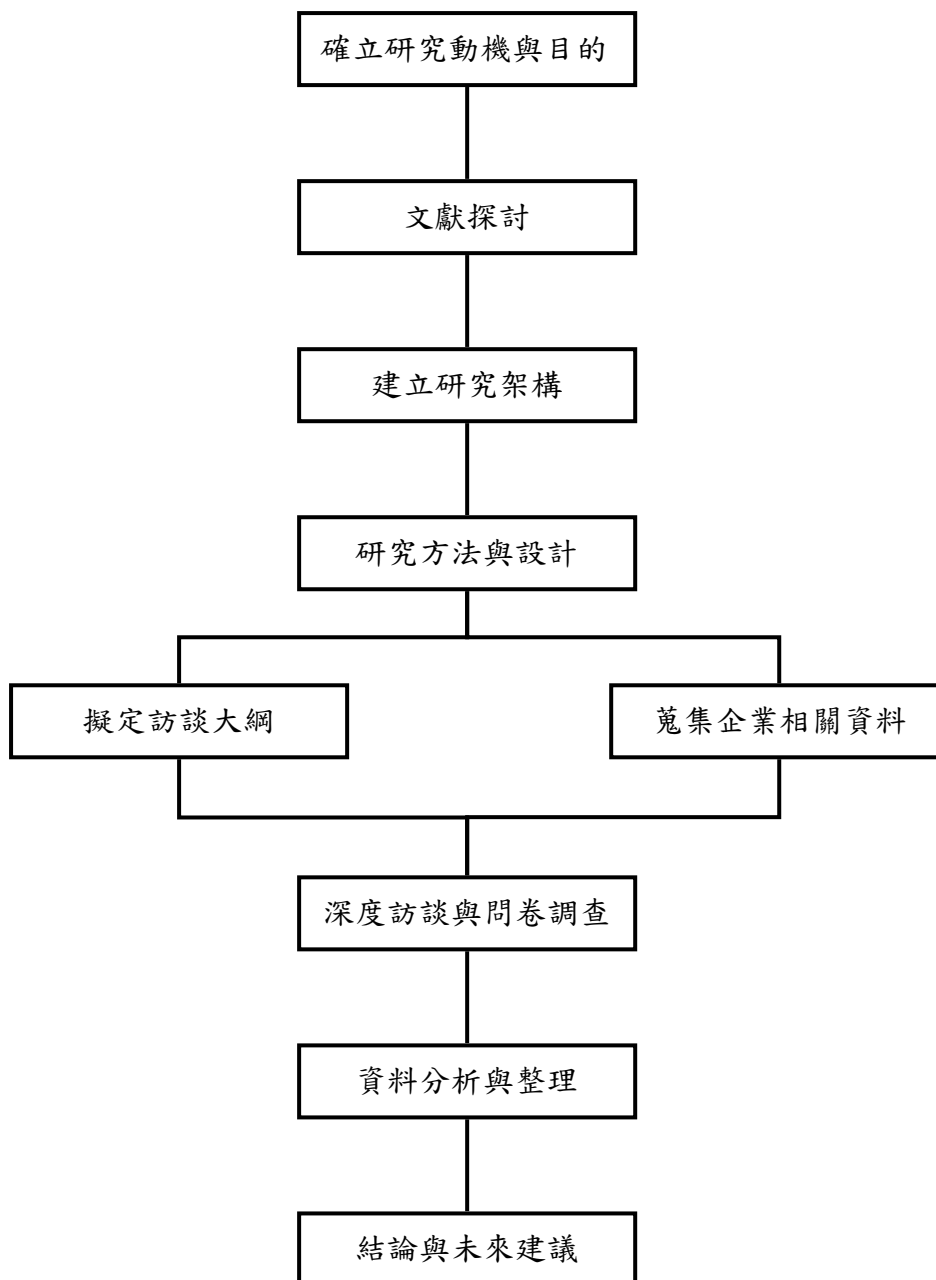 確立研究動機與目的
文獻探討
建立研究架構
研究方法與設計
擬定訪談大綱
蒐集企業相關資料
深度訪談與問卷調查
資料分析與整理
結論與未來建議